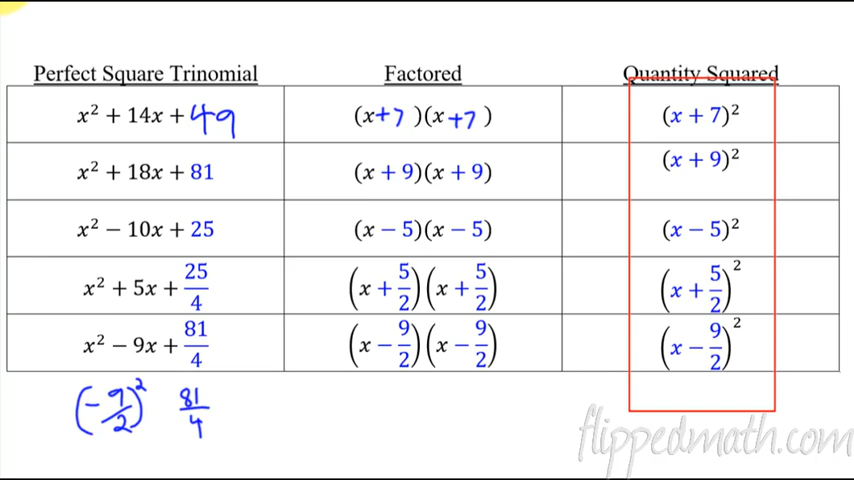 Perfect Square Trinomial Factored Quantity Squared
x² + 14x + 49 (x+7)(x+7) (x + 7)²
x² + 18x + 81 (x + 9)(x + 9) (x + 9)²
x² − 10x + 25 (x − 5)(x − 5) (x − 5)²
x² + 5x + 25/4 (x + 5/2)(x + 5/2) (x + 5/2)²
x² − 9x + 81/4 (x − 9/2)(x − 9/2) (x − 9/2)²
(−9/2)² 81/4
flippedmath.com